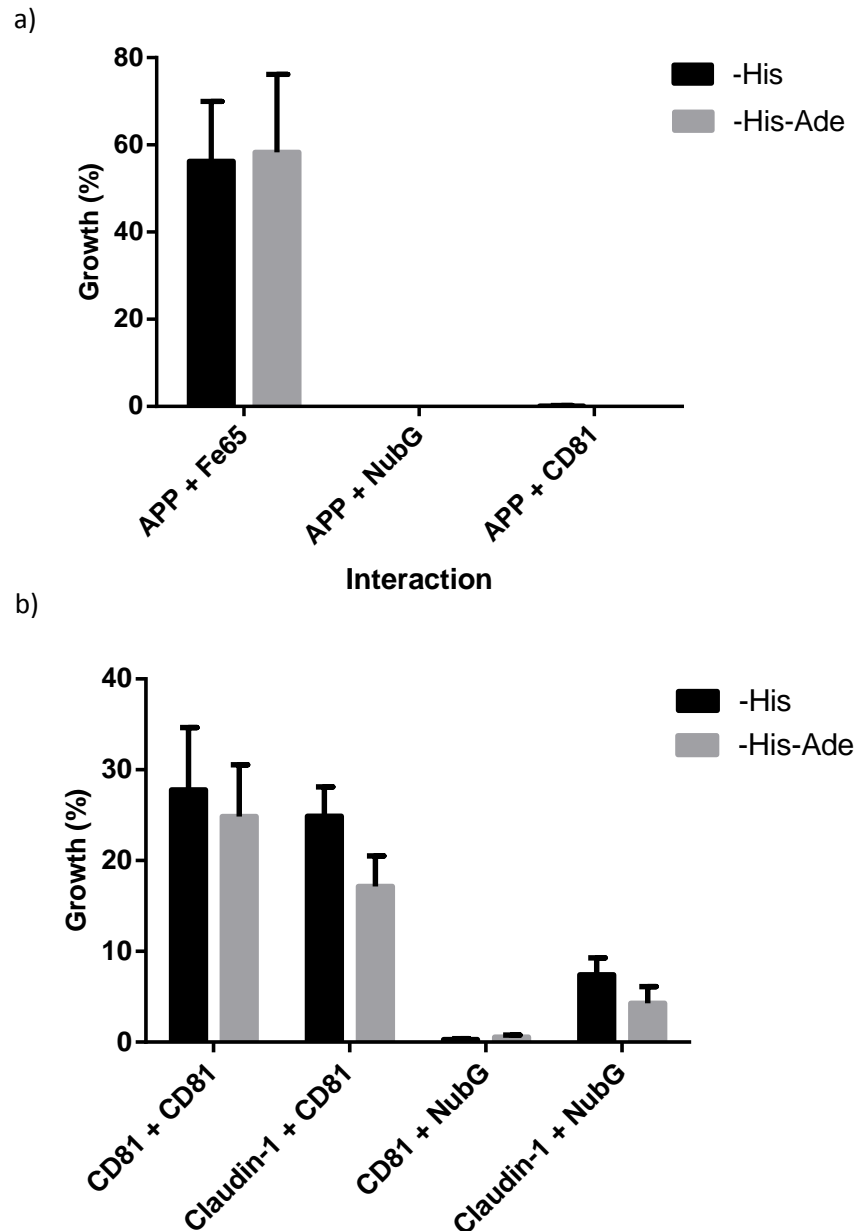 a)
80
60
40
20
0
Growth (%)
-His
-His-Ade
APP + Fe65
APP + NubG
APP + CD81
Interaction
b)
40
30
20
10
0
Growth (%)
-His
-His-Ade
CD81 + CD81
Claudin-1 + CD81
CD81 + NubG
Claudin-1 + NubG